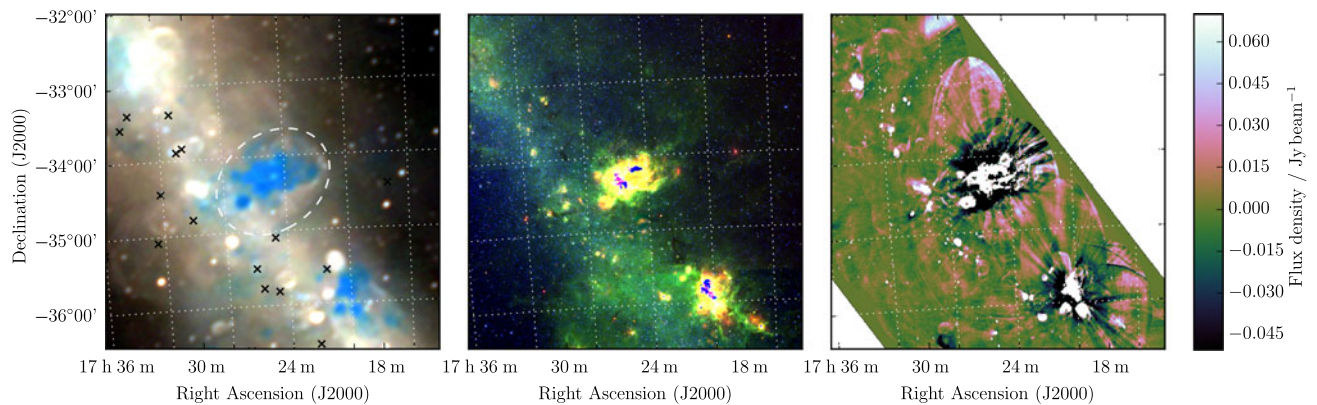 −32°00'
−33°00'
−34°00'
−35°00'
−36°00'
Declination (J2000)
17 h 36 m 30 m 24 m 18 m
Right Ascension (J2000)
17 h 36 m 30 m 24 m 18 m
Right Ascension (J2000)
17 h 36 m 30 m 24 m 18 m
Right Ascension (J2000)
0.060
0.045
0.030
0.015
0.000
−0.015
−0.030
−0.045
Flux density / Jy beam⁻¹